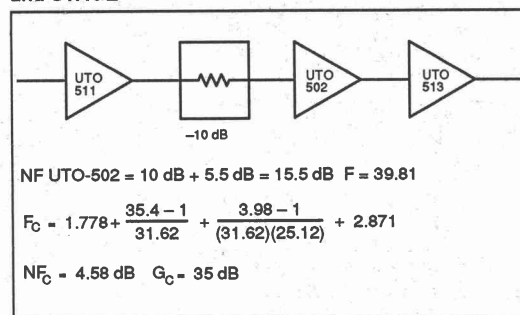 UTO
511
UTO
502
UTO
513
–10 dB
NF UTO-502 = 10 dB + 5.5 dB = 15.5 dB F = 39.81
F_C = 1.778 + (35.4 – 1)/31.62 + (3.98 – 1)/((31.62)(25.12)) + 2.871
NF_C = 4.58 dB G_C = 35 dB